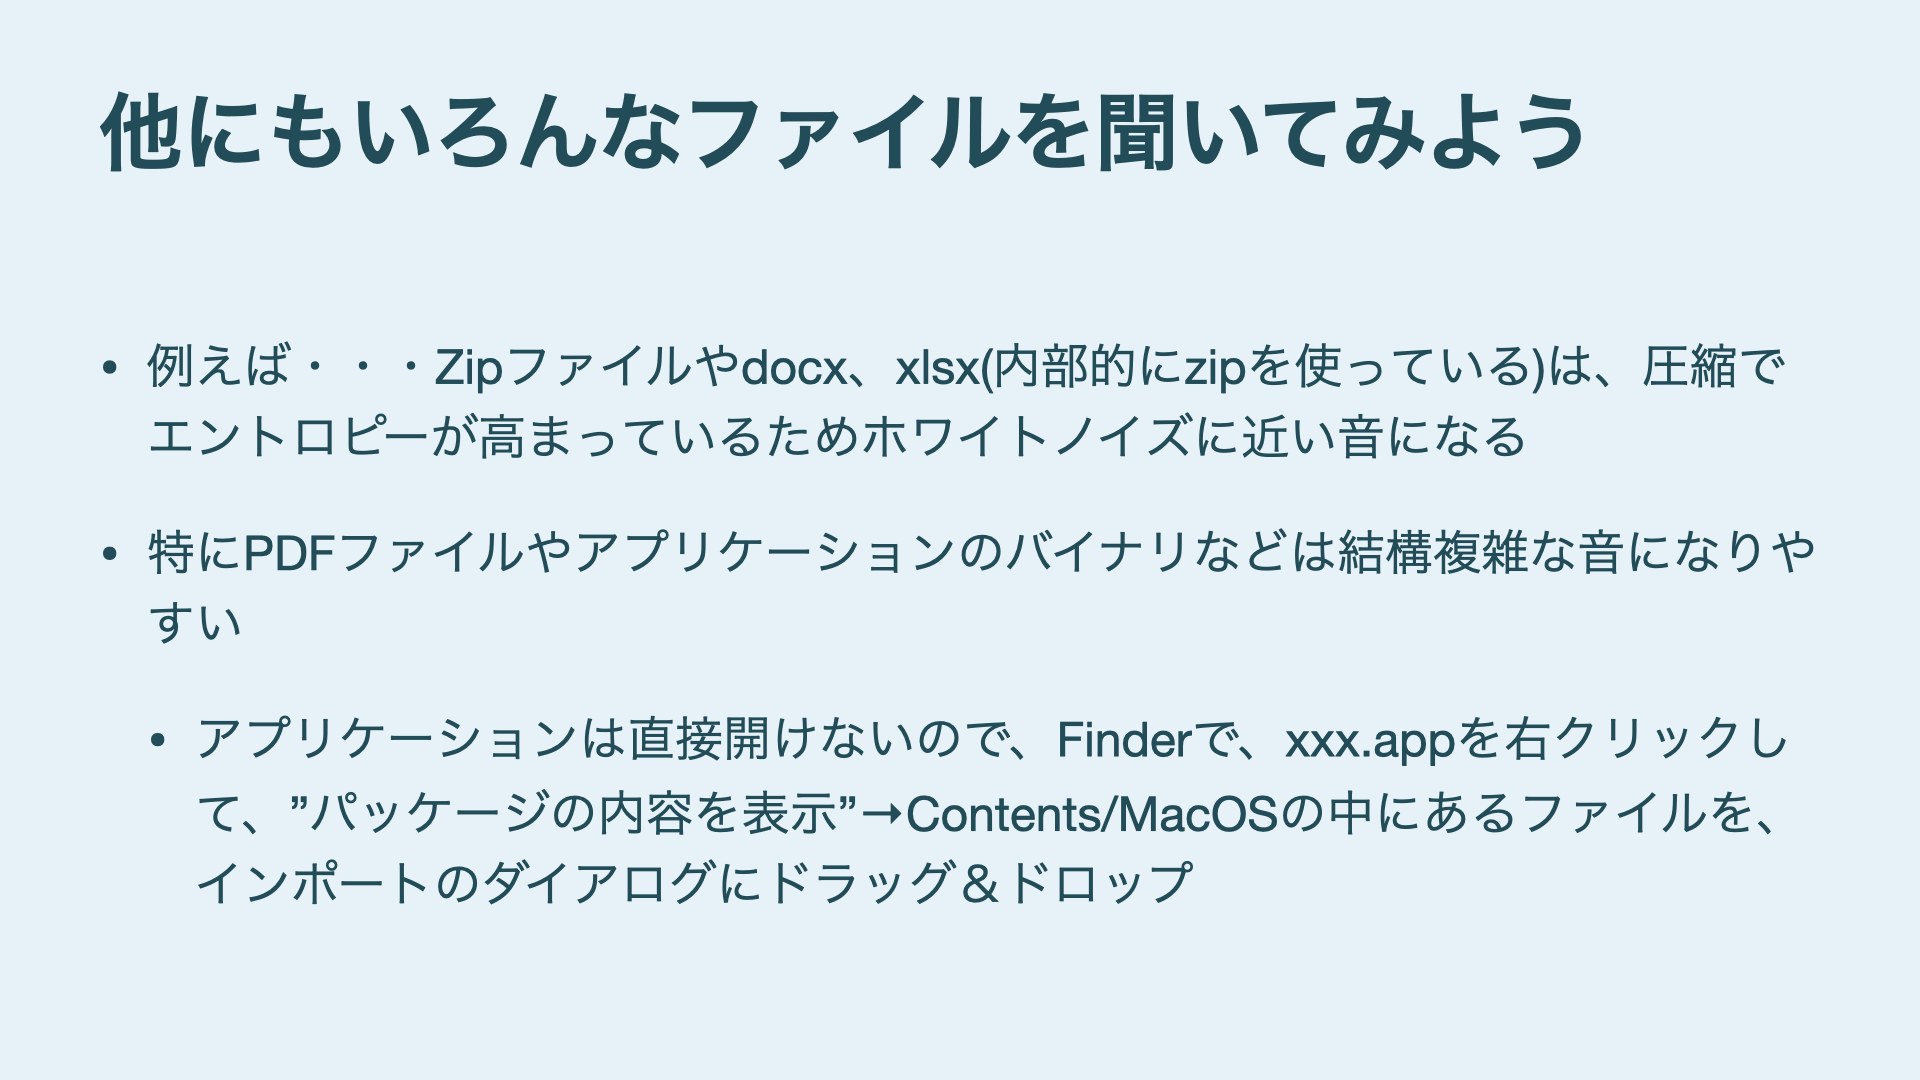 他にもいろんなファイルを聞いてみよう
• 例えば・・・Zipファイルやdocx、xlsx(内部的にzipを使っている)は、圧縮で
エントロピーが高まっているためホワイトノイズに近い音になる
• 特にPDFファイルやアプリケーションのバイナリなどは結構複雑な音になりや
すい
• アプリケーションは直接開けないので、Finderで、xxx.appを右クリックし
て、”パッケージの内容を表示”→Contents/MacOSの中にあるファイルを、
インポートのダイアログにドラッグ＆ドロップ